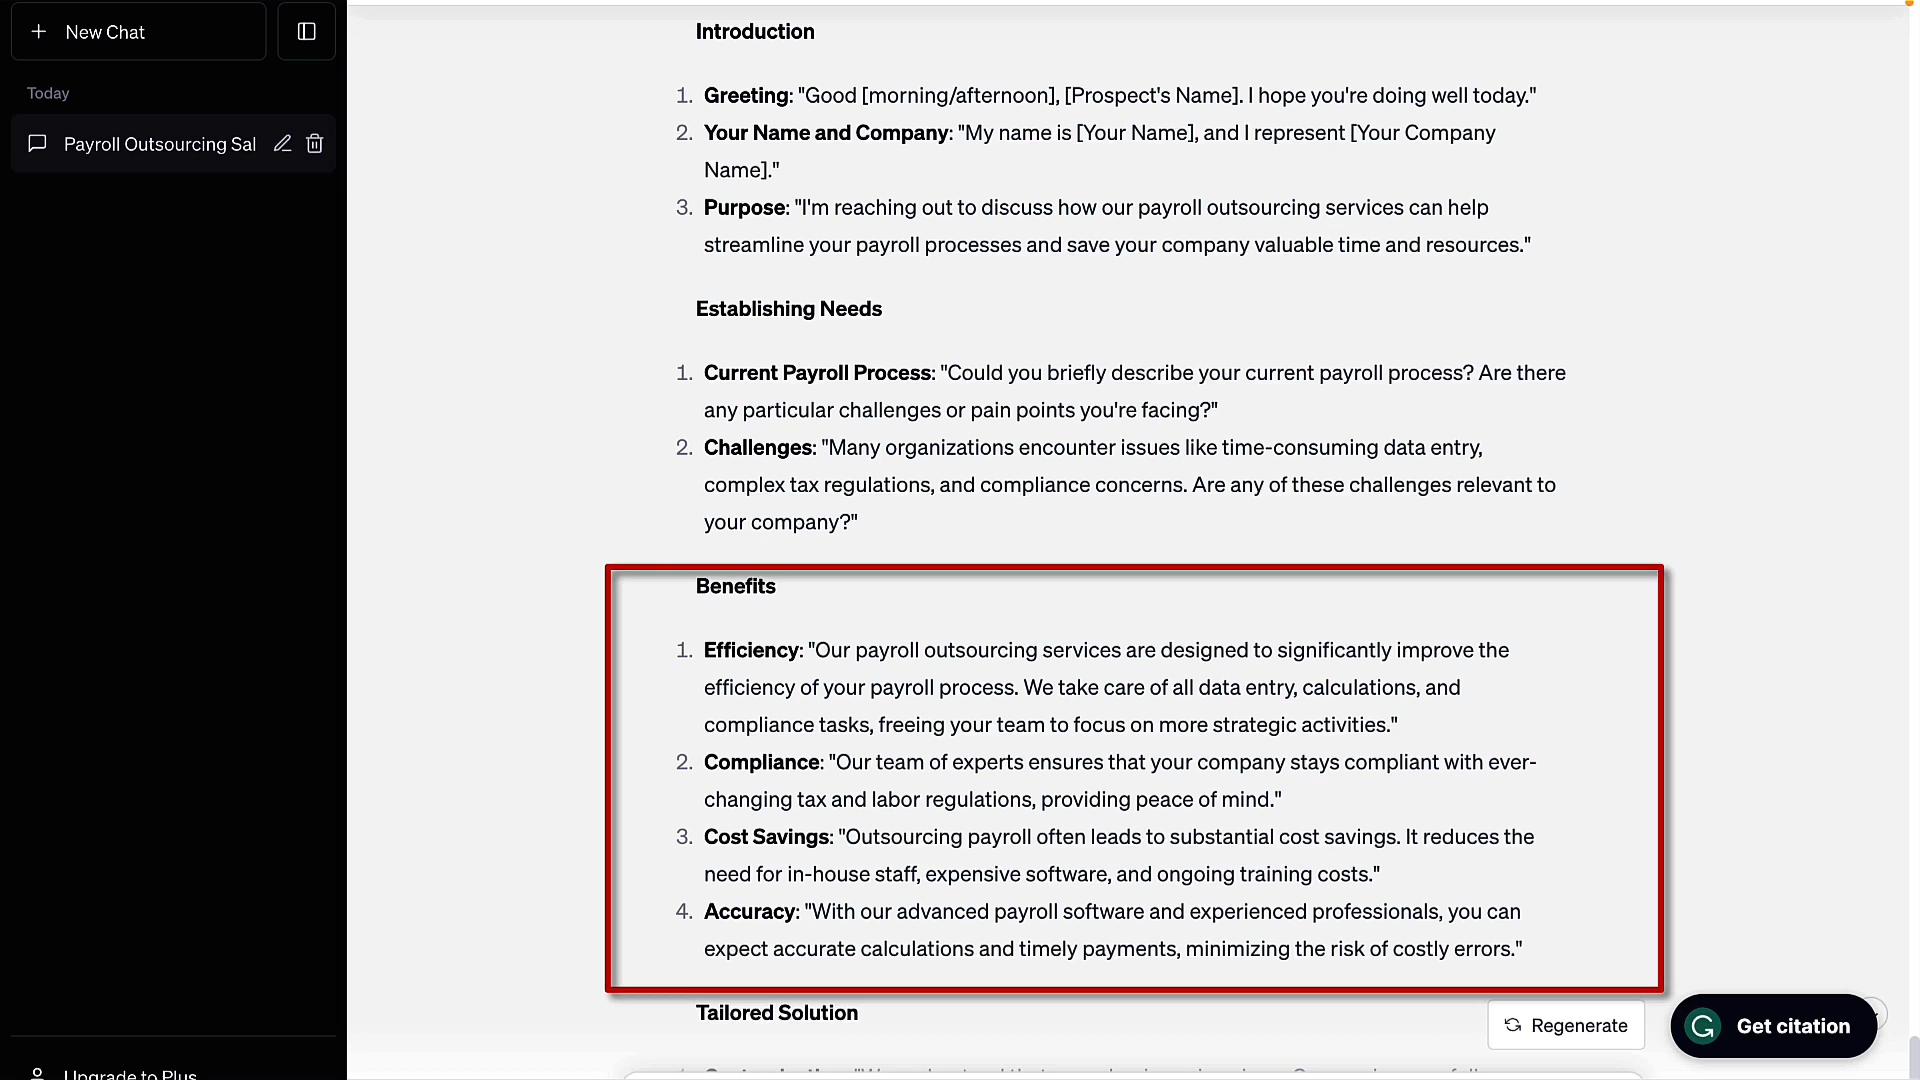 New Chat
Today
Payroll Outsourcing Sal
Upgrade to Plus
Introduction
1. Greeting: "Good [morning/afternoon], [Prospect's Name]. I hope you're doing well today."
2. Your Name and Company: "My name is [Your Name], and I represent [Your Company
Name]."
3. Purpose: "I'm reaching out to discuss how our payroll outsourcing services can help
streamline your payroll processes and save your company valuable time and resources."
Establishing Needs
1. Current Payroll Process: "Could you briefly describe your current payroll process? Are there
any particular challenges or pain points you're facing?"
2. Challenges: "Many organizations encounter issues like time-consuming data entry,
complex tax regulations, and compliance concerns. Are any of these challenges relevant to
your company?"
Benefits
1. Efficiency: "Our payroll outsourcing services are designed to significantly improve the
efficiency of your payroll process. We take care of all data entry, calculations, and
compliance tasks, freeing your team to focus on more strategic activities."
2. Compliance: "Our team of experts ensures that your company stays compliant with ever-
changing tax and labor regulations, providing peace of mind."
3. Cost Savings: "Outsourcing payroll often leads to substantial cost savings. It reduces the
need for in-house staff, expensive software, and ongoing training costs."
4. Accuracy: "With our advanced payroll software and experienced professionals, you can
expect accurate calculations and timely payments, minimizing the risk of costly errors."
Tailored Solution
Regenerate
Get citation